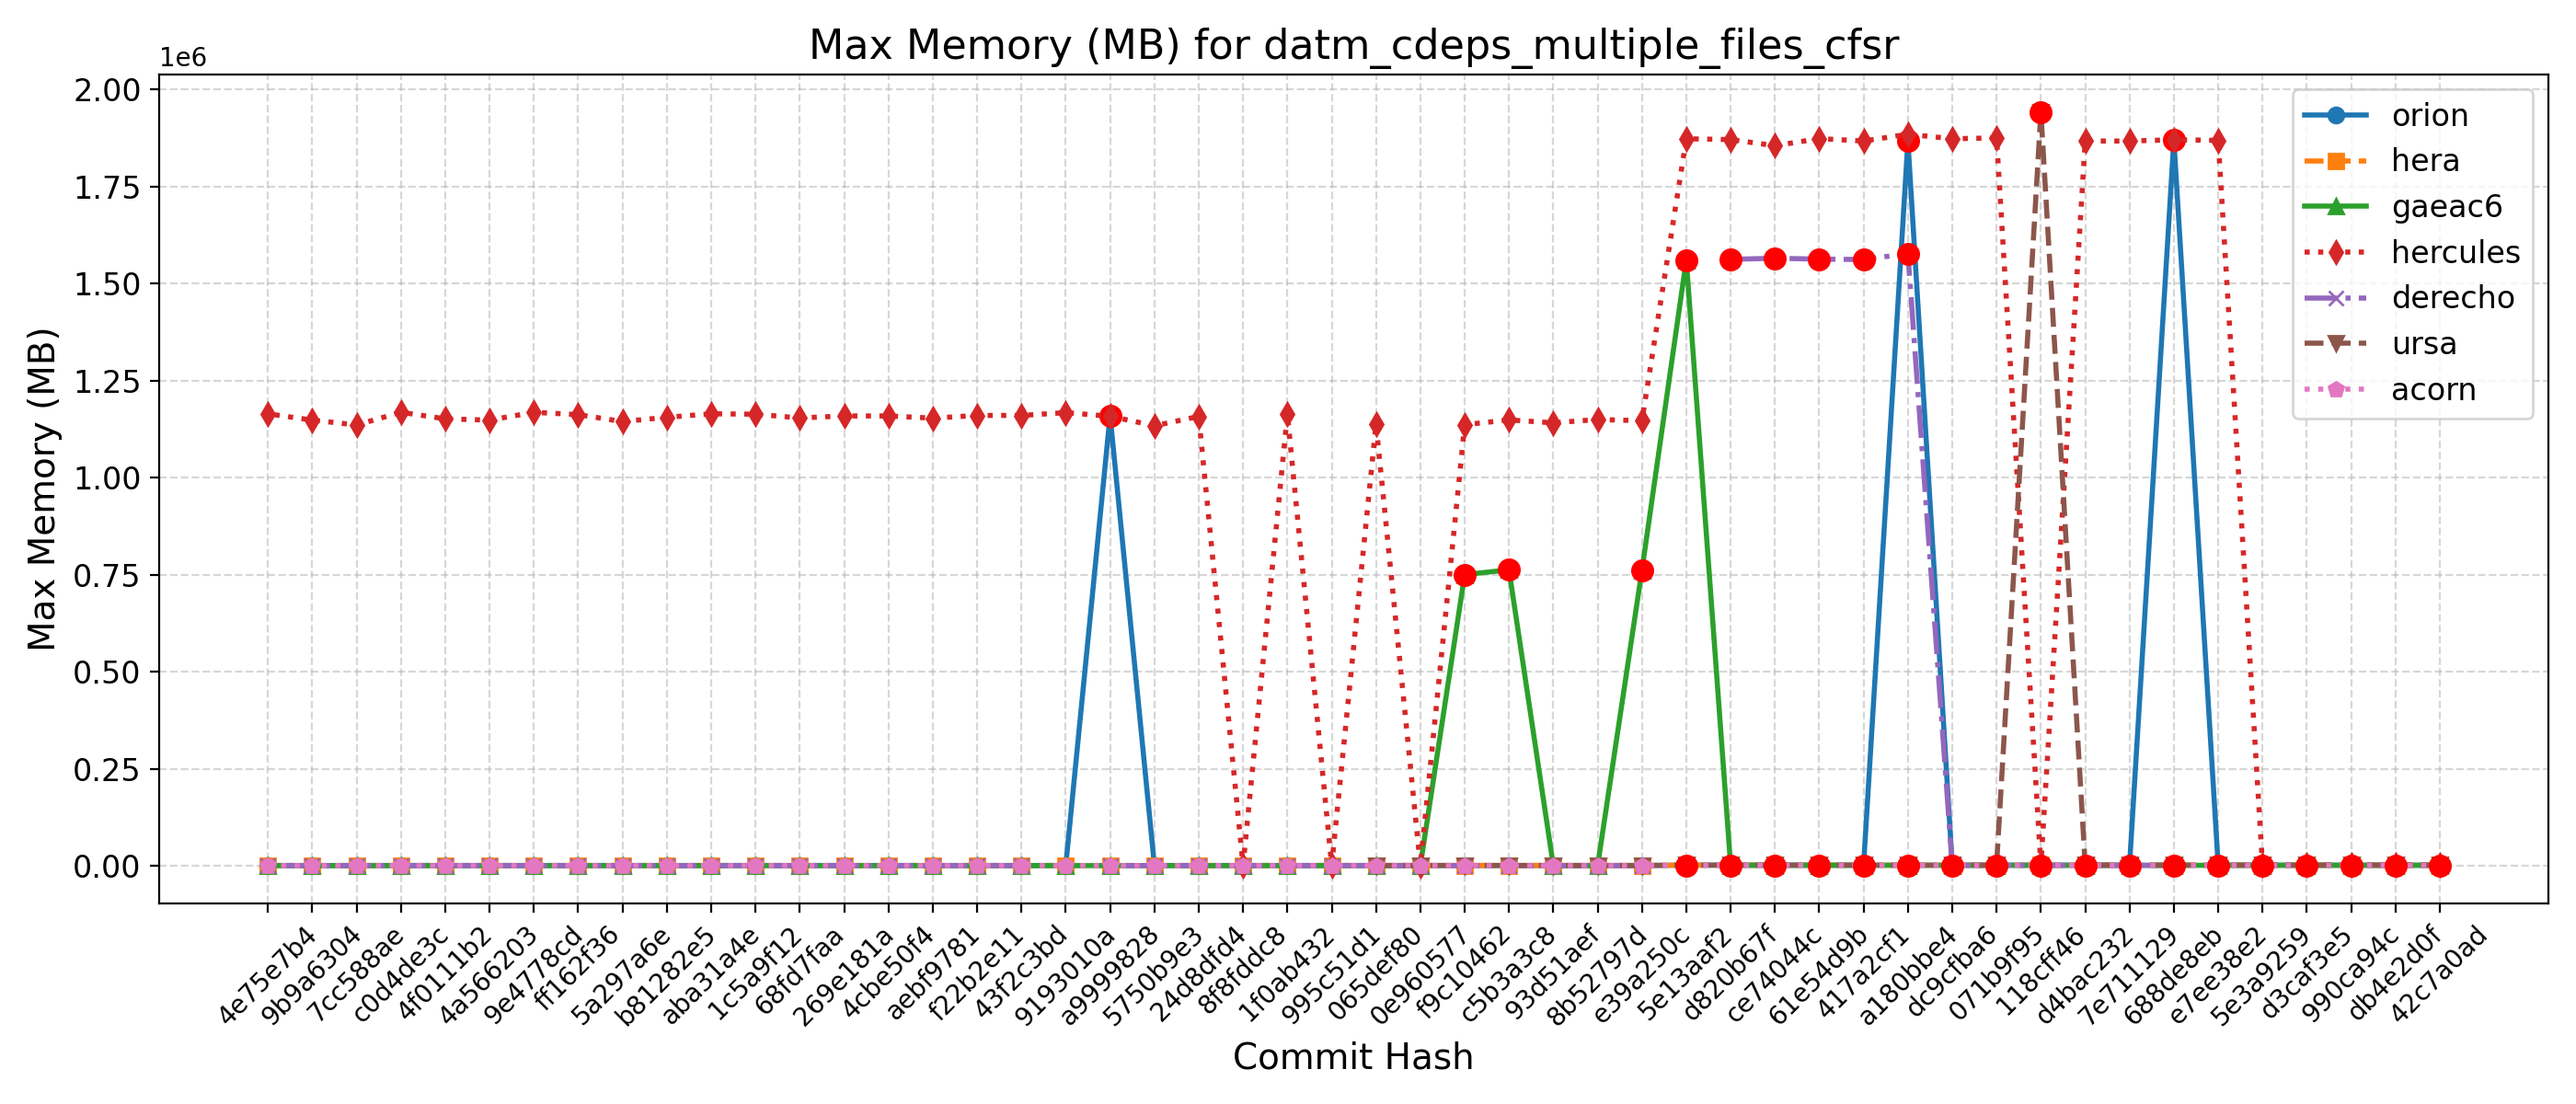 Max Memory (MB) for datm_cdeps_multiple_files_cfsr
1e6
2.00
1.75
1.50
1.25
1.00
0.75
0.50
0.25
0.00
Max Memory (MB)
orion
hera
gaeac6
hercules
derecho
ursa
acorn
4e75e7b4
9b9a6304
7cc588ae
c0d4de3c
4f0111b2
4a566203
9e4778cd
ff162f36
5a297a6e
b81282e5
aba31a4e
1c5a9f12
68fd7faa
269e181a
4cbe50f4
aebf9781
f22b2e11
43f2c3bd
9193010a
a9999828
5750b9e3
24d8dfd4
8f8fddc8
1f0ab432
995c51d1
065def80
0e960577
f9c10462
c5b3a3c8
93d51aef
8b52797d
e39a250c
5e13aaf2
d820b67f
ce74044c
61e54d9b
417a2cf1
a180bbe4
dc9cfba6
071b9f95
118cff46
d4bac232
7e711129
688de8eb
e7ee38e2
5e3a9259
d3caf3e5
990ca94c
db4e2d0f
42c7a0ad
Commit Hash